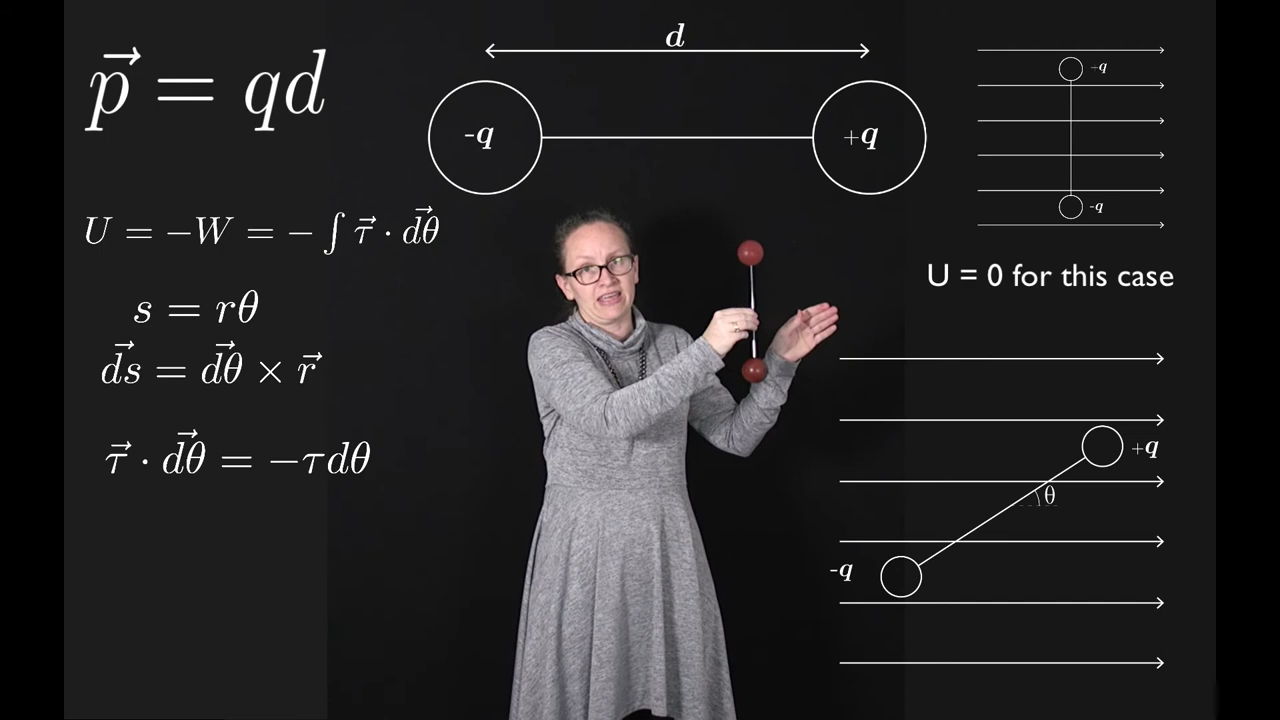 p⃗ = qd
d
-q
+q
+q
-q
U = −W = −∫ τ⃗ · dθ⃗
s = rθ
ds⃗ = dθ⃗ × r⃗
τ⃗ · dθ⃗ = −τdθ
U = 0 for this case
+q
θ
-q